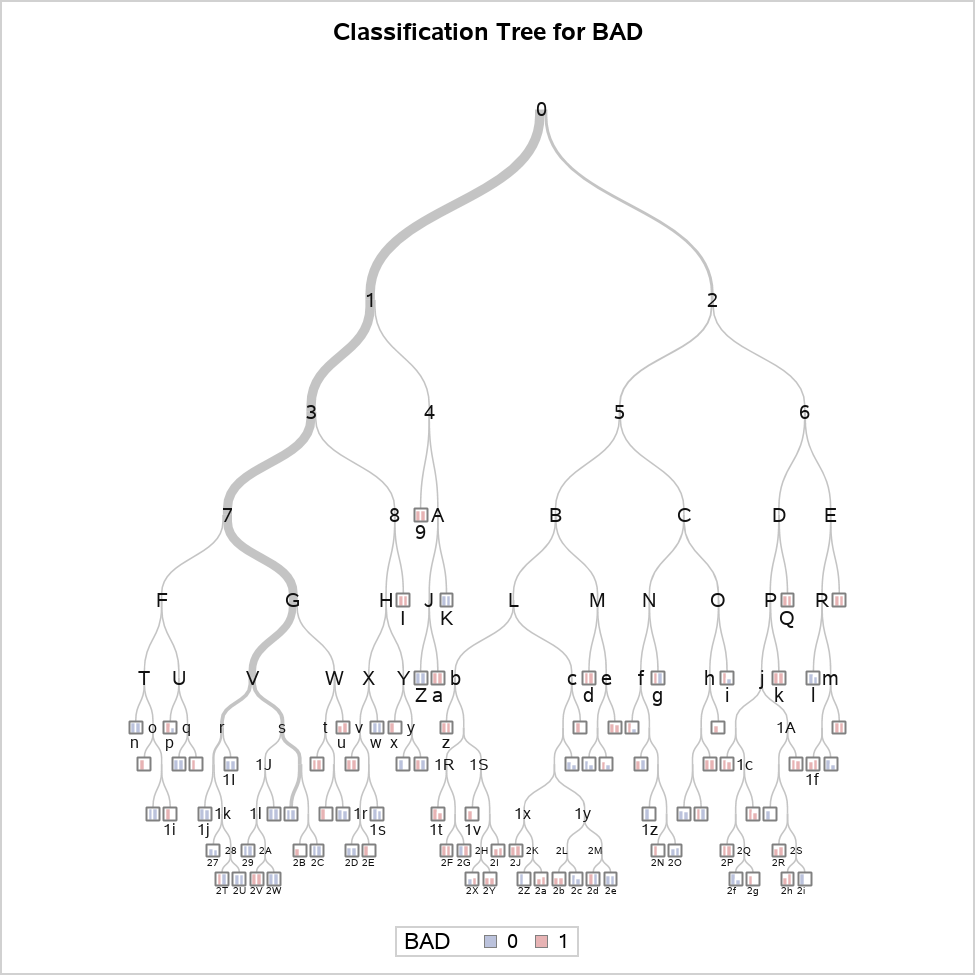 Classification Tree for BAD
0
1 2
3 4 5 6
7 8 A B C D E
9
F G H J L M N O P R
I K Q
T U V W X Y b c e f h j m
Z a d g i k l
o q r s t v y 1A
n p u w x z
1J 1R 1S 1c
1l 1f
1k 1l 1r 1x 1y
1i 1j 1s 1t 1v 1z
28 2A 2H 2K 2L 2M 2Q 2S
27 29 2B 2C 2D 2E 2F 2G 2I 2J 2N 2O 2P 2R
2T 2U 2V 2W 2X 2Y 2Z 2a 2b 2c 2d 2e 2f 2g 2h 2i
BAD 0 1